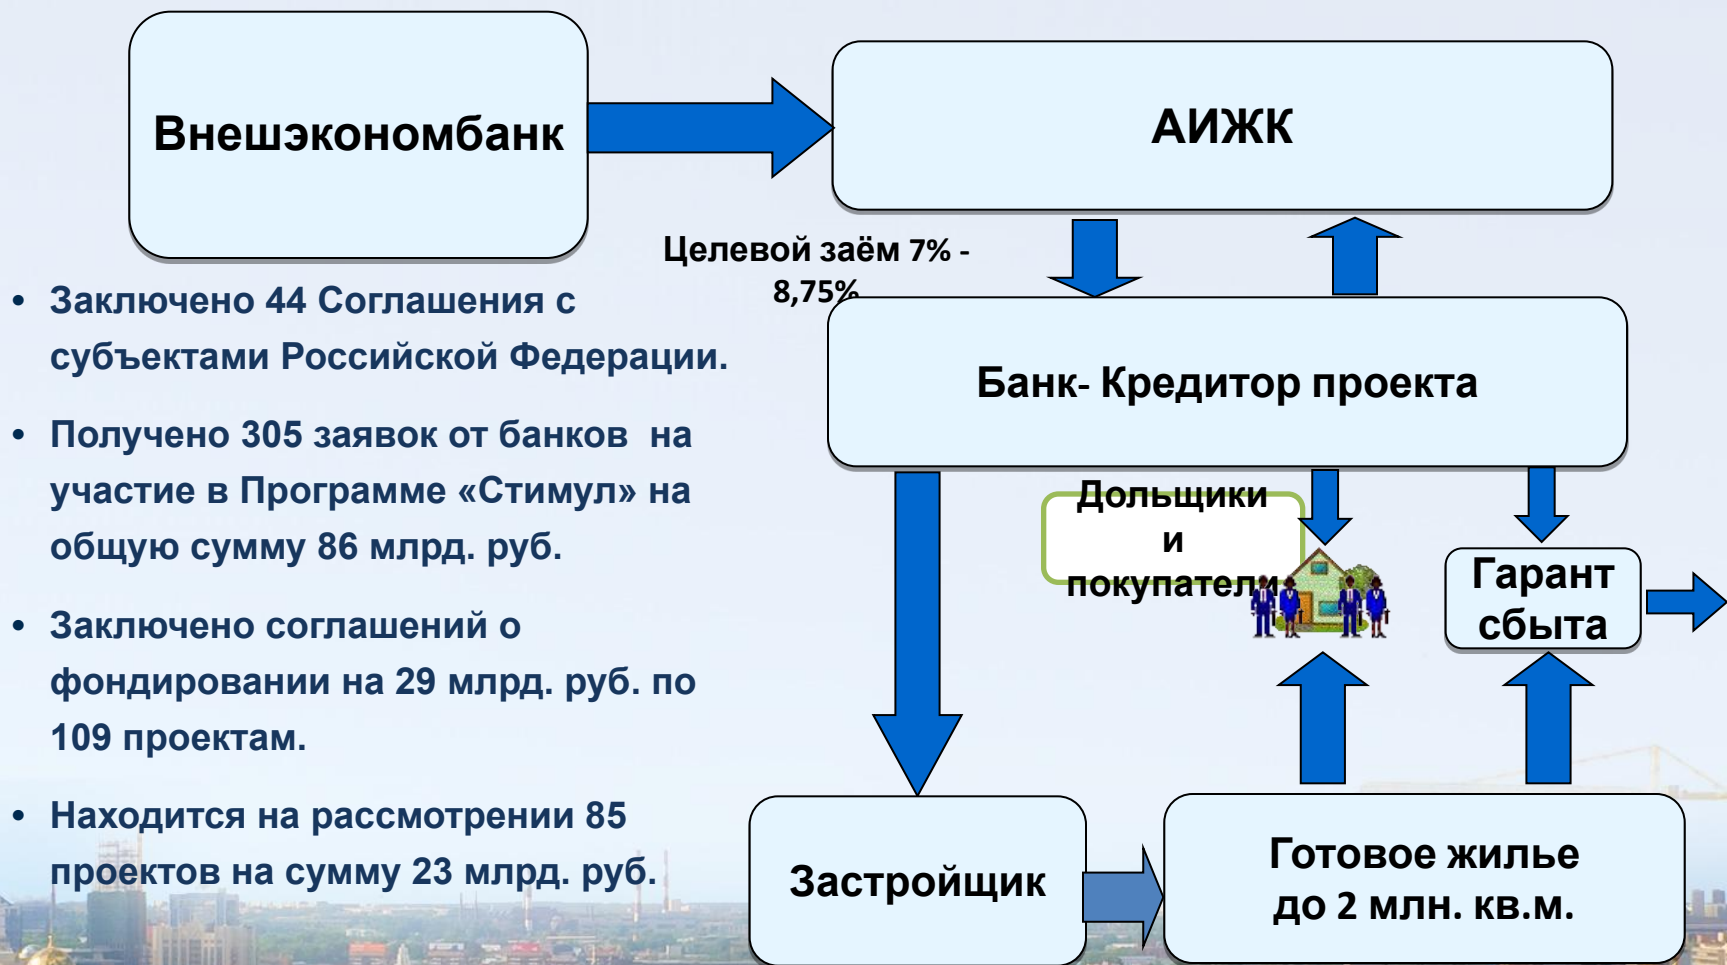 Внешэкономбанк
АИЖК
Целевой заём 7% -
8,75%
• Заключено 44 Соглашения с
субъектами Российской Федерации.
• Получено 305 заявок от банков на
участие в Программе «Стимул» на
общую сумму 86 млрд. руб.
• Заключено соглашений о
фондировании на 29 млрд. руб. по
109 проектам.
• Находится на рассмотрении 85
проектов на сумму 23 млрд. руб.
Банк- Кредитор проекта
Дольщики
и
покупатели
Гарант
сбыта
Застройщик
Готовое жилье
до 2 млн. кв.м.